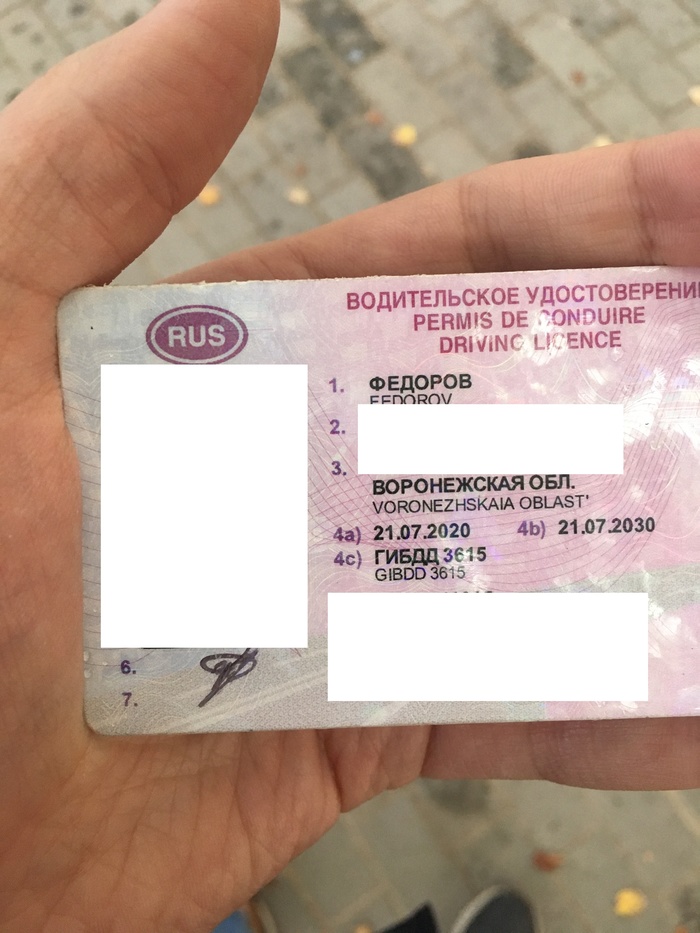 RUS
ВОДИТЕЛЬСКОЕ УДОСТОВЕРЕНИ
PERMIS DE CONDUIRE
DRIVING LICENCE
1. ФЕДОРОВ
FEDOROV
2.
3.
ВОРОНЕЖСКАЯ ОБЛ.
VORONEZHSKAIA OBLAST'
4a) 21.07.2020 4b) 21.07.2030
4c) ГИБДД 3615
GIBDD 3615
6.
7.